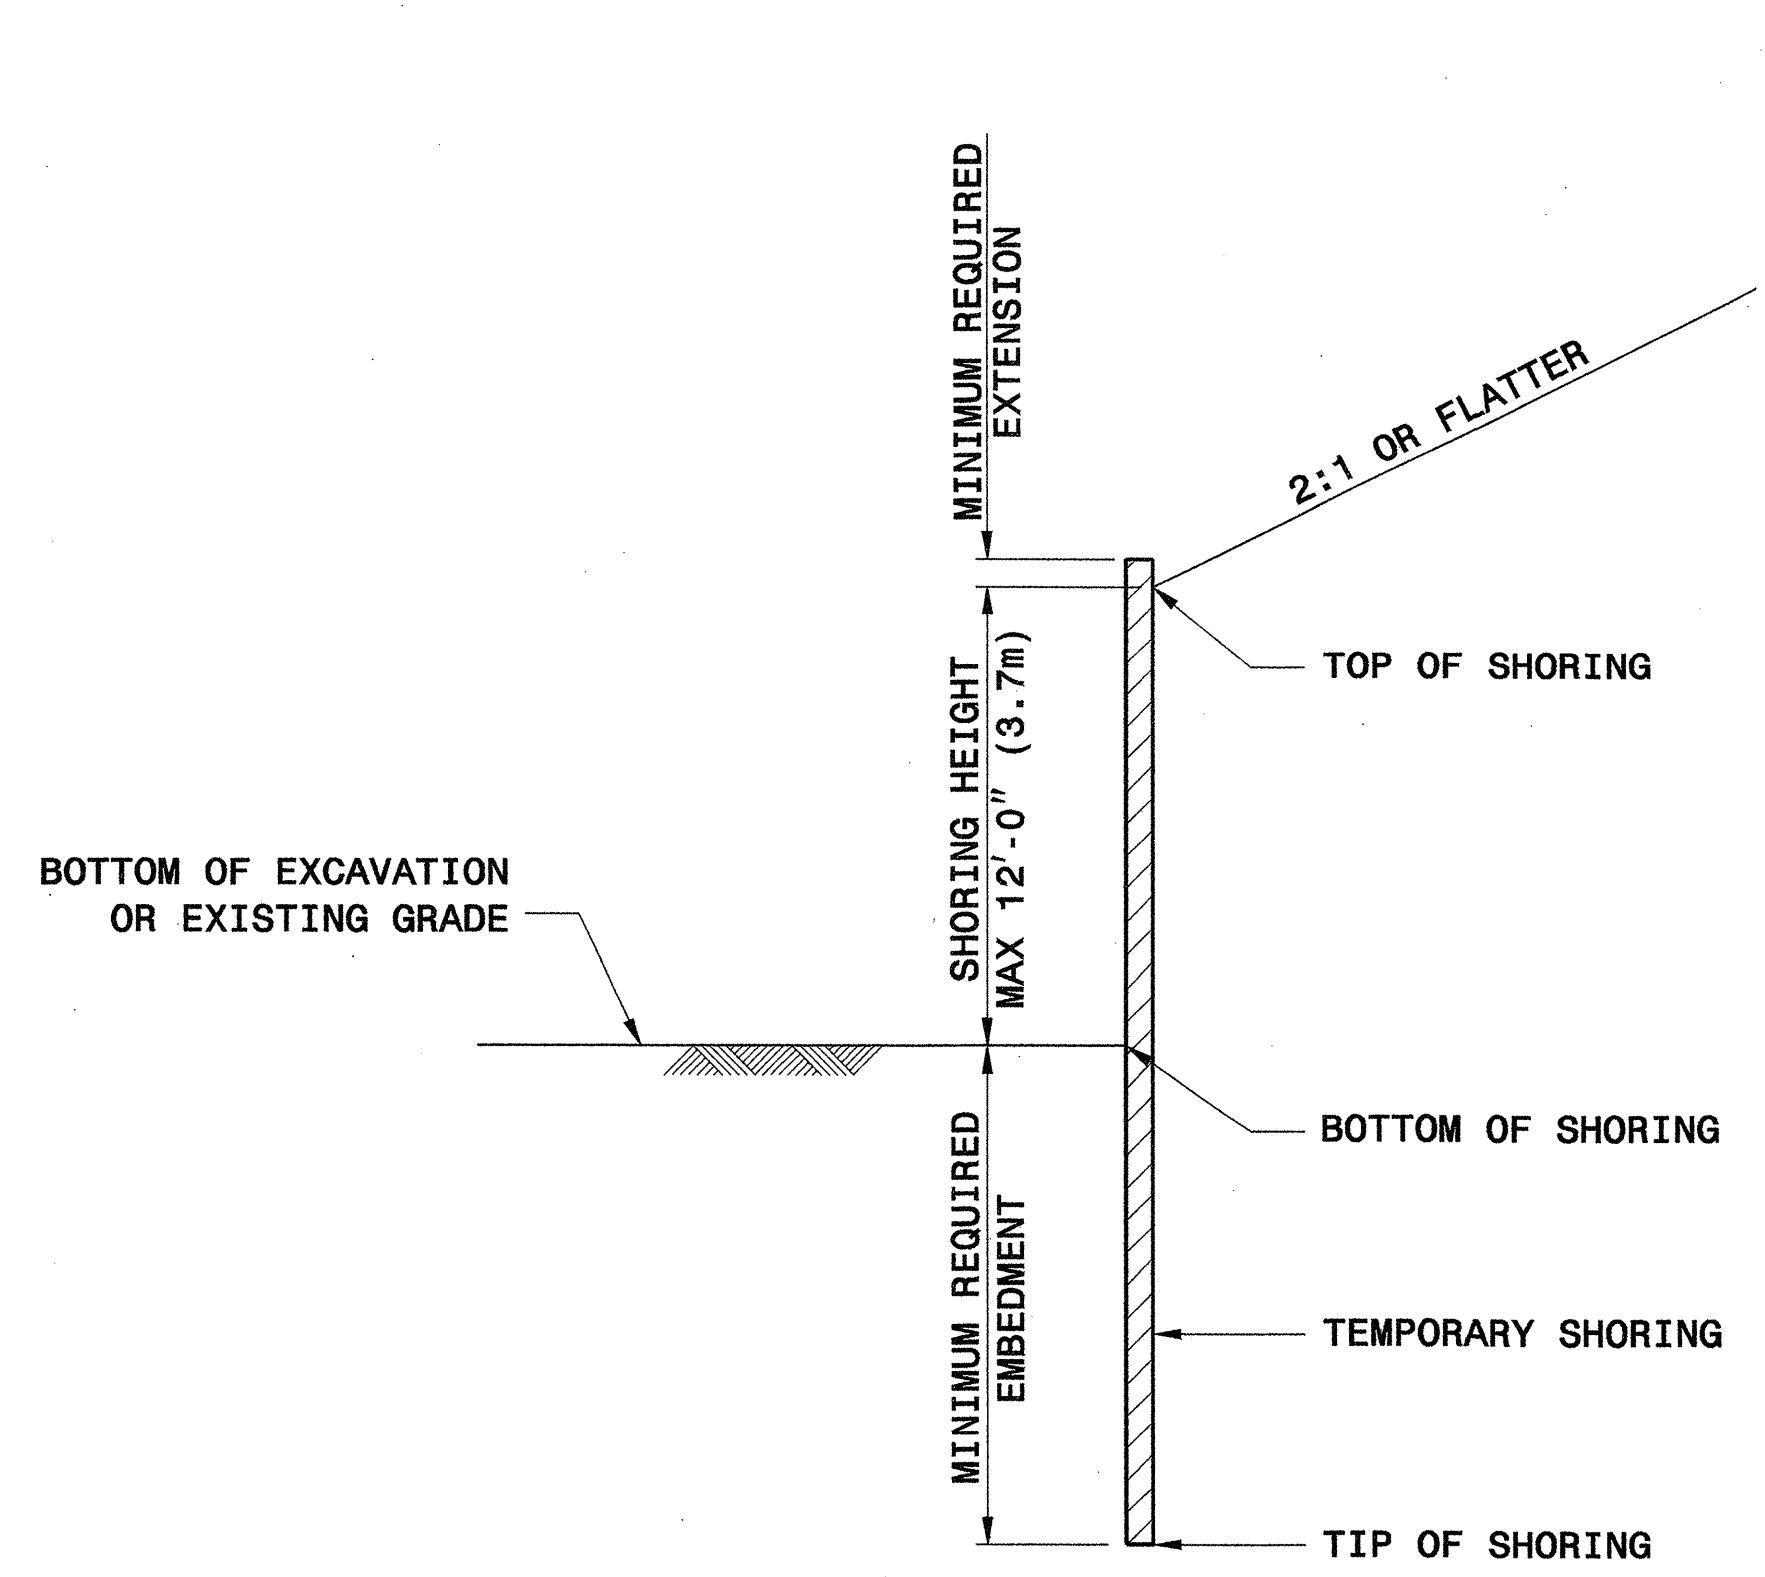 MINIMUM REQUIRED
EXTENSION
2:1 OR FLATTER
TOP OF SHORING
SHORING HEIGHT
MAX 12'-0" (3.7m)
BOTTOM OF EXCAVATION
OR EXISTING GRADE
BOTTOM OF SHORING
MINIMUM REQUIRED
EMBEDMENT
TEMPORARY SHORING
TIP OF SHORING